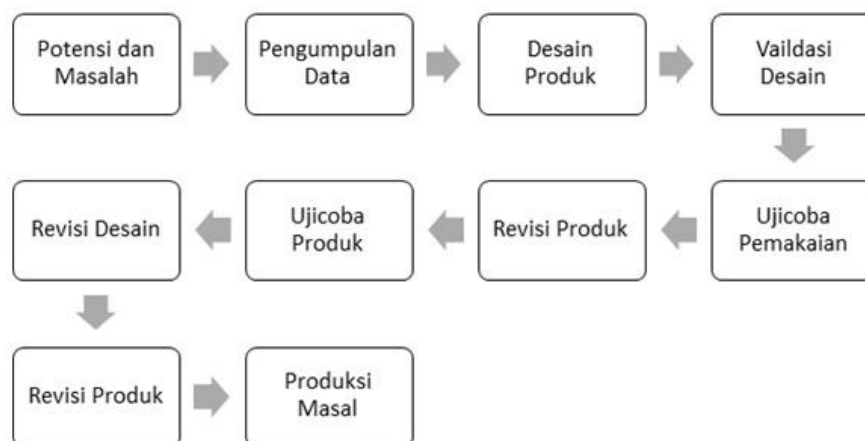 Potensi dan
Masalah
Pengumpulan
Data
Desain
Produk
Vaildasi
Desain
Ujicoba
Pemakaian
Revisi Produk
Ujicoba
Produk
Revisi Desain
Revisi Produk
Produksi
Masal